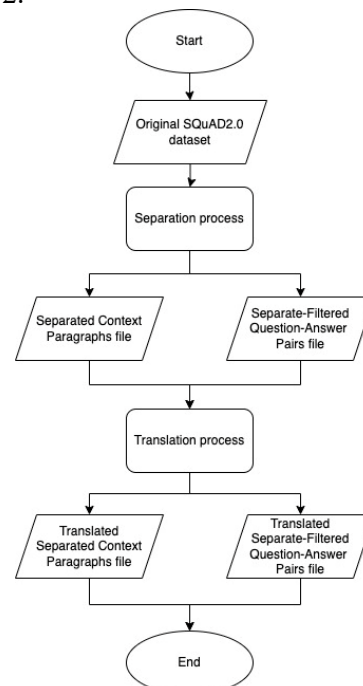 2.
Start
Original SQuAD2.0
dataset
Separation process
Separated Context
Paragraphs file
Separate-Filtered
Question-Answer
Pairs file
Translation process
Translated
Separated Context
Paragraphs file
Translated
Separate-Filtered
Question-Answer
Pairs file
End